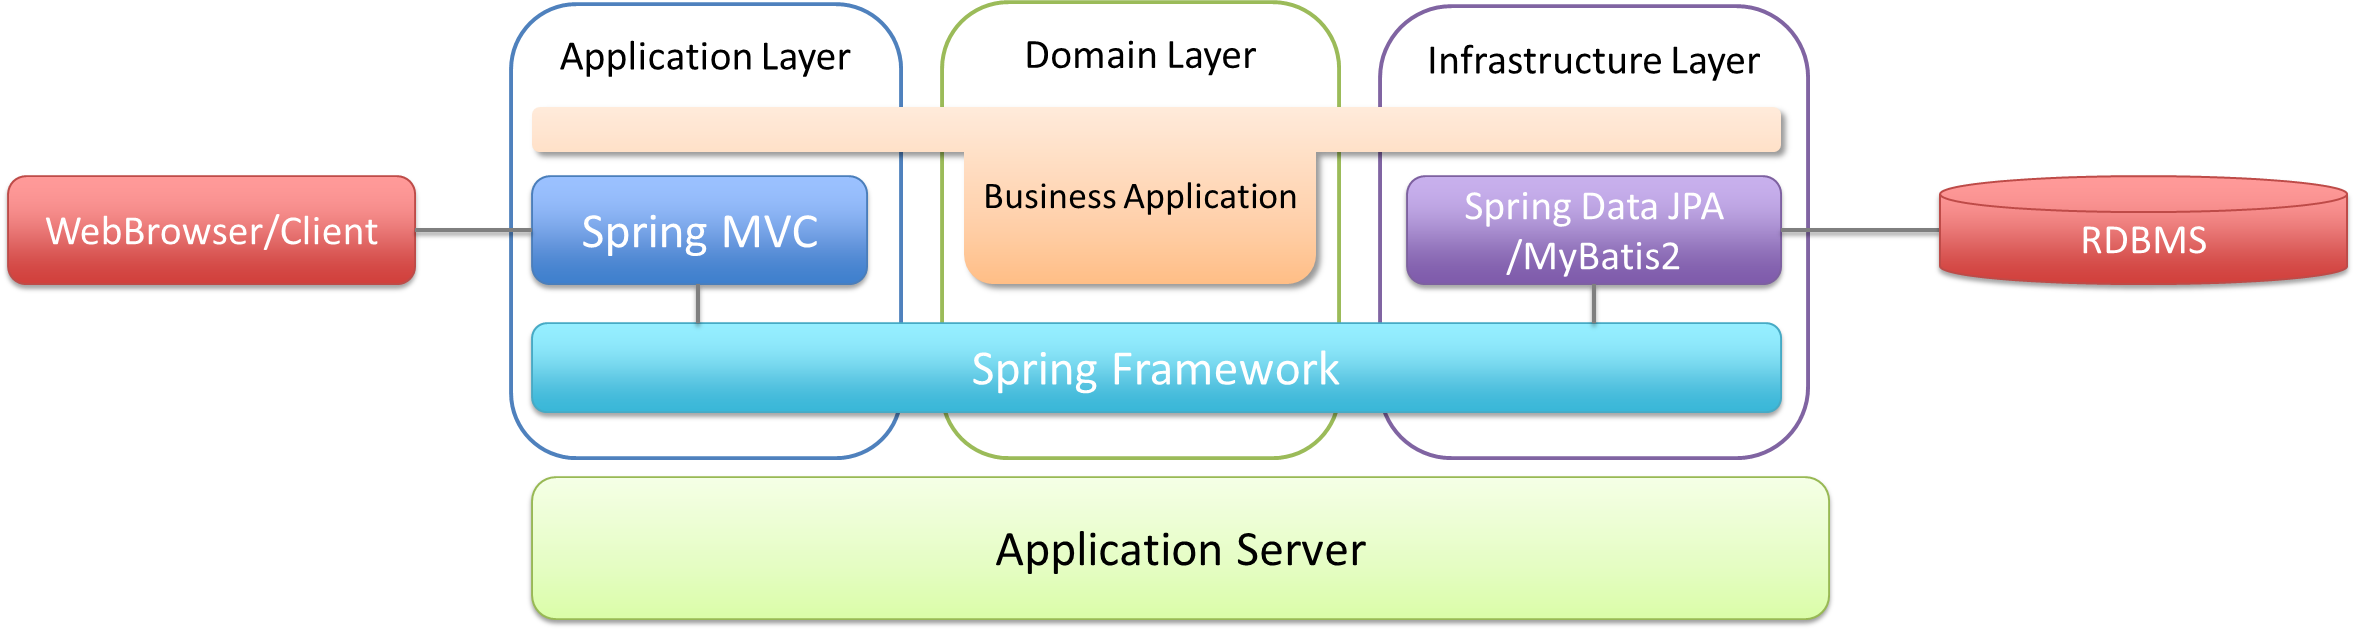 Application Layer
Domain Layer
Infrastructure Layer
WebBrowser/Client
Spring MVC
Business Application
Spring Data JPA
/MyBatis2
RDBMS
Spring Framework
Application Server